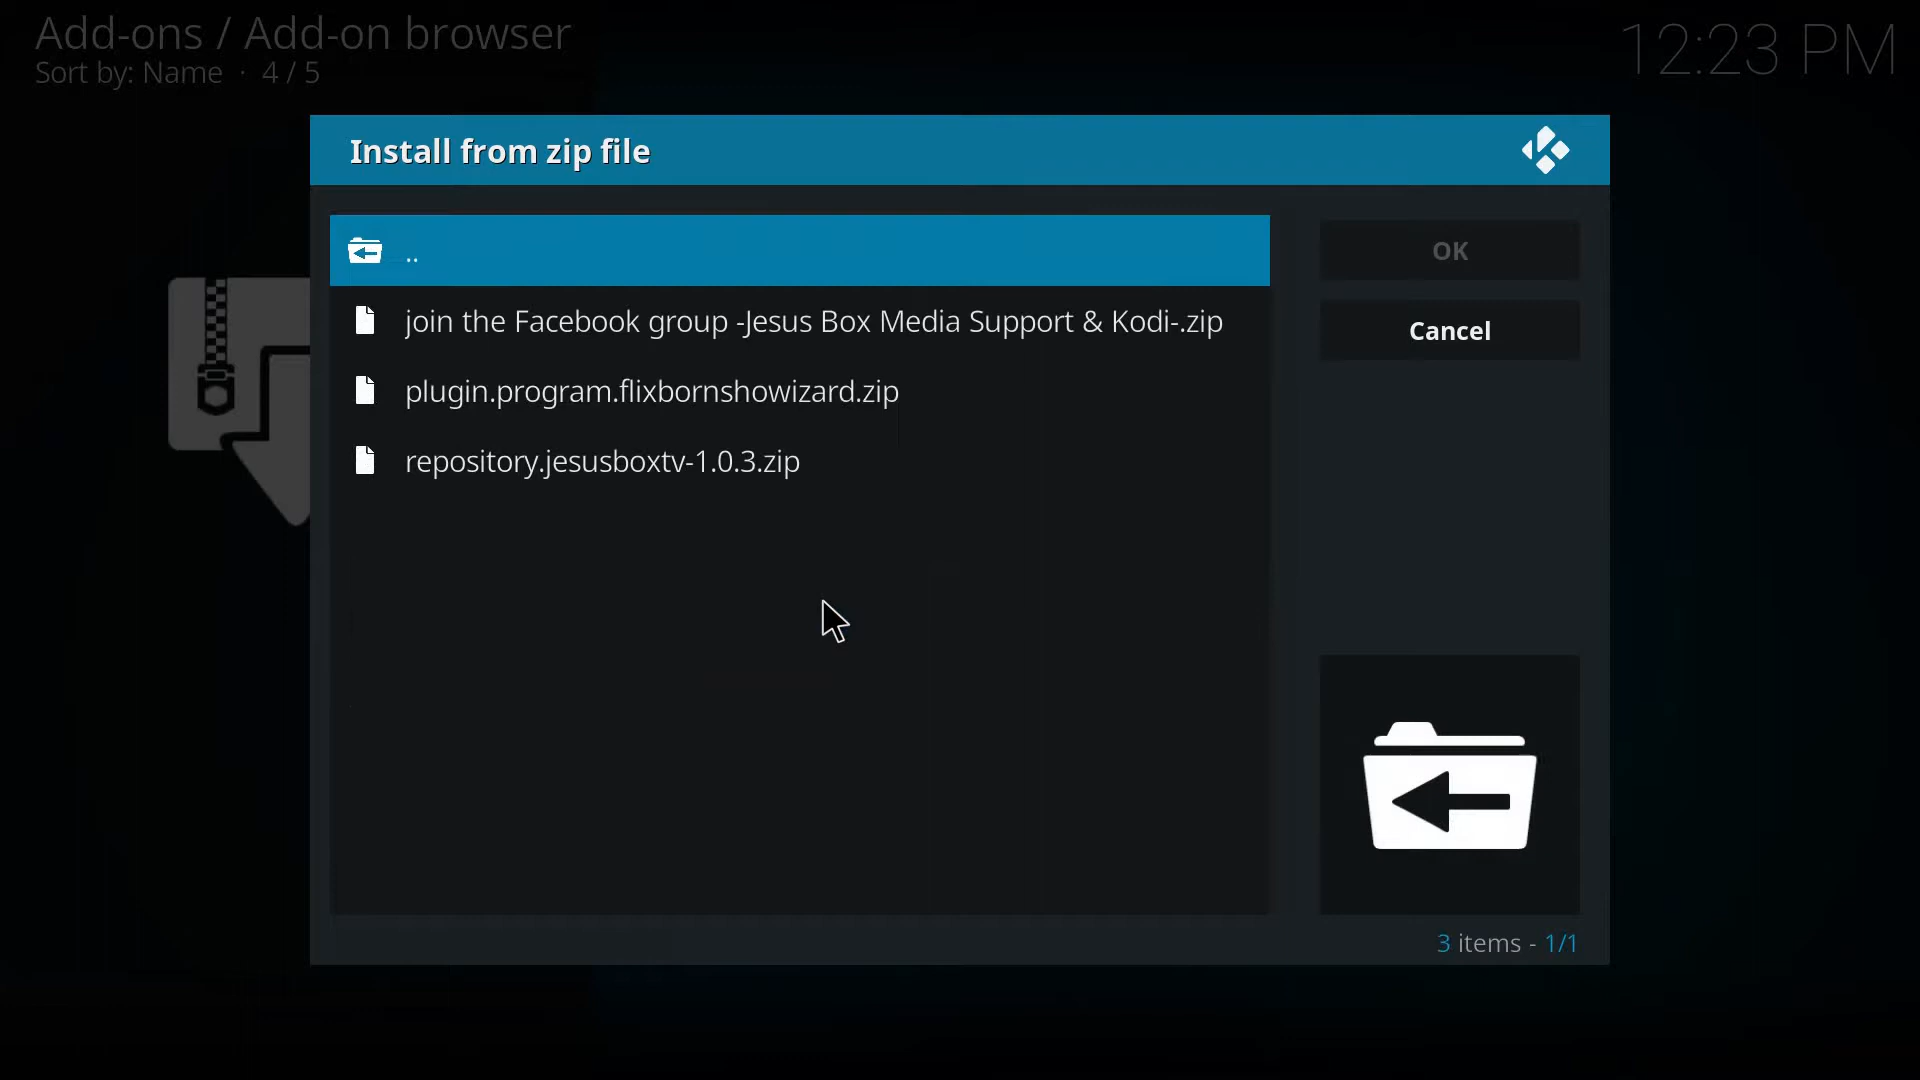 Add-ons / Add-on browser
Sort by: Name · 4 / 5
12:23 PM
Install from zip file
..
OK
join the Facebook group -Jesus Box Media Support & Kodi-.zip
Cancel
plugin.program.flixbornshowizard.zip
repository.jesusboxtv-1.0.3.zip
3 items - 1/1